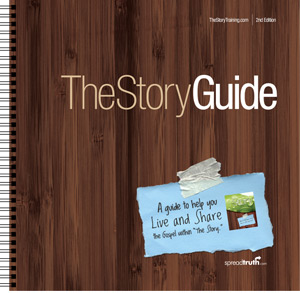 TheStoryTraining.com | 2nd Edition
TheStoryGuide
A guide to help you
Live and Share
the Gospel within "The Story."
spreadtruth.com